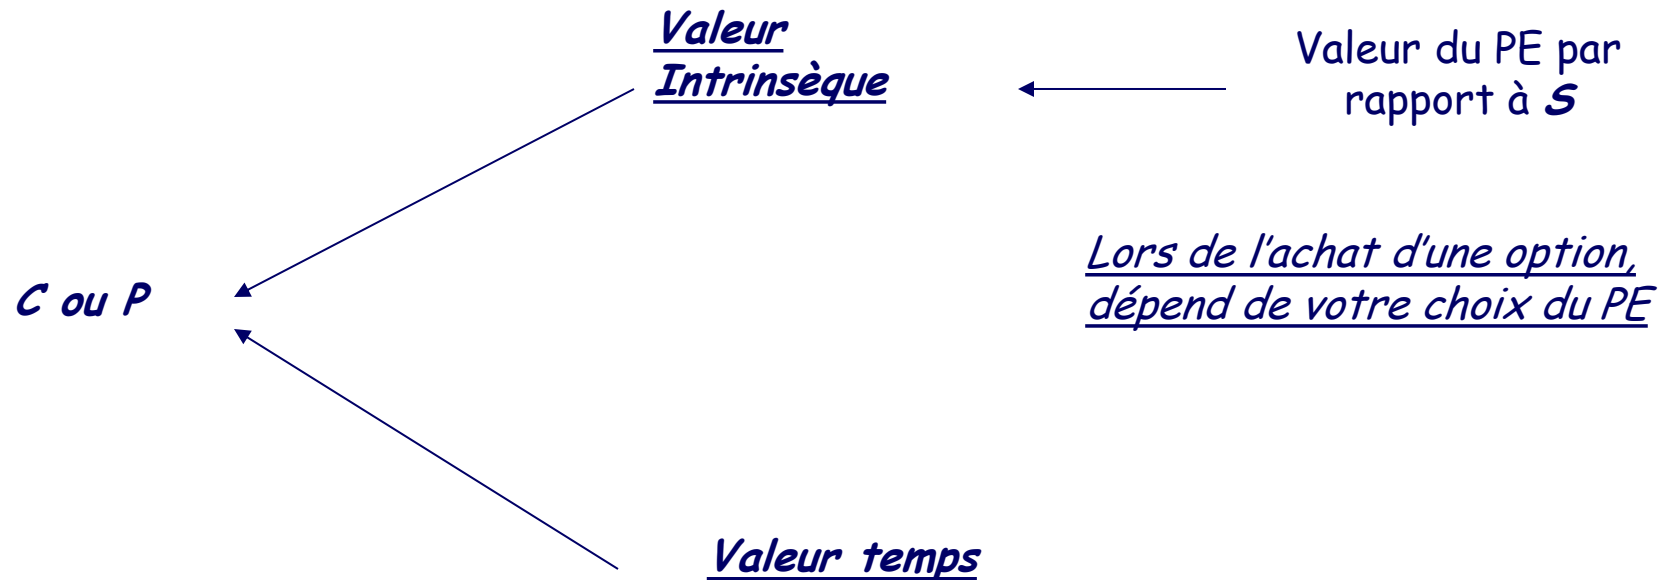 Valeur
Intrinsèque
Valeur du PE par
rapport à S
Lors de l'achat d'une option,
dépend de votre choix du PE
C ou P
Valeur temps